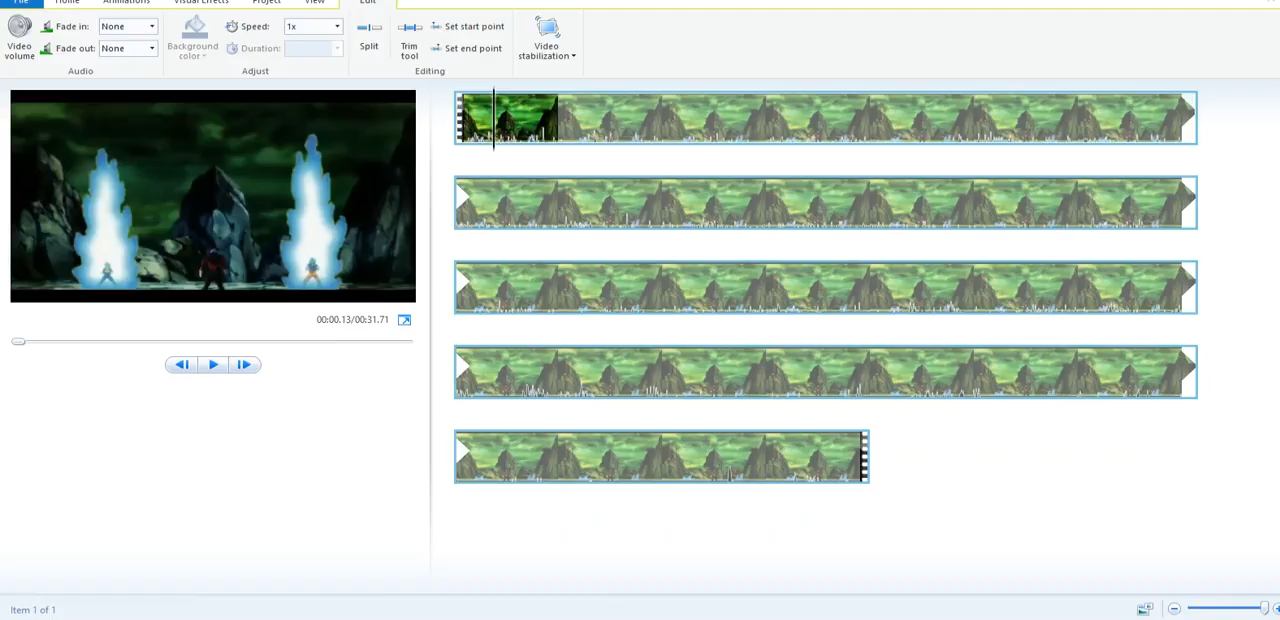 File Home Animations Visual Effects Project View Edit
Fade in: None Speed: 1x Set start point
Video volume Fade out: None Background color Duration: Split Trim tool Set end point Video stabilization
Audio Adjust Editing
00:00.13/00:31.71
Item 1 of 1